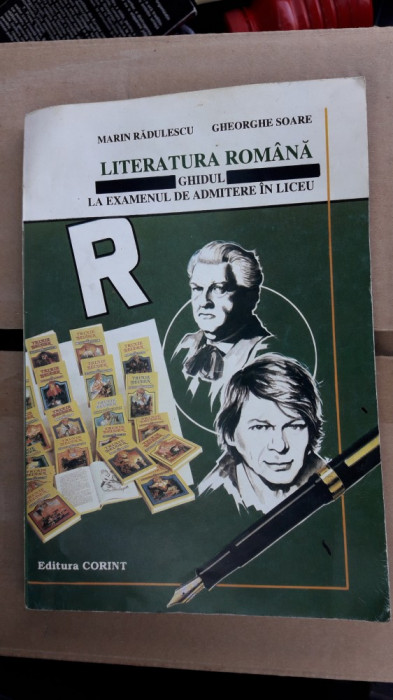 MARIN RĂDULESCU GHEORGHE SOARE
LITERATURA ROMÂNĂ
GHIDUL
LA EXAMENUL DE ADMITERE ÎN LICEU
R
Editura CORINT